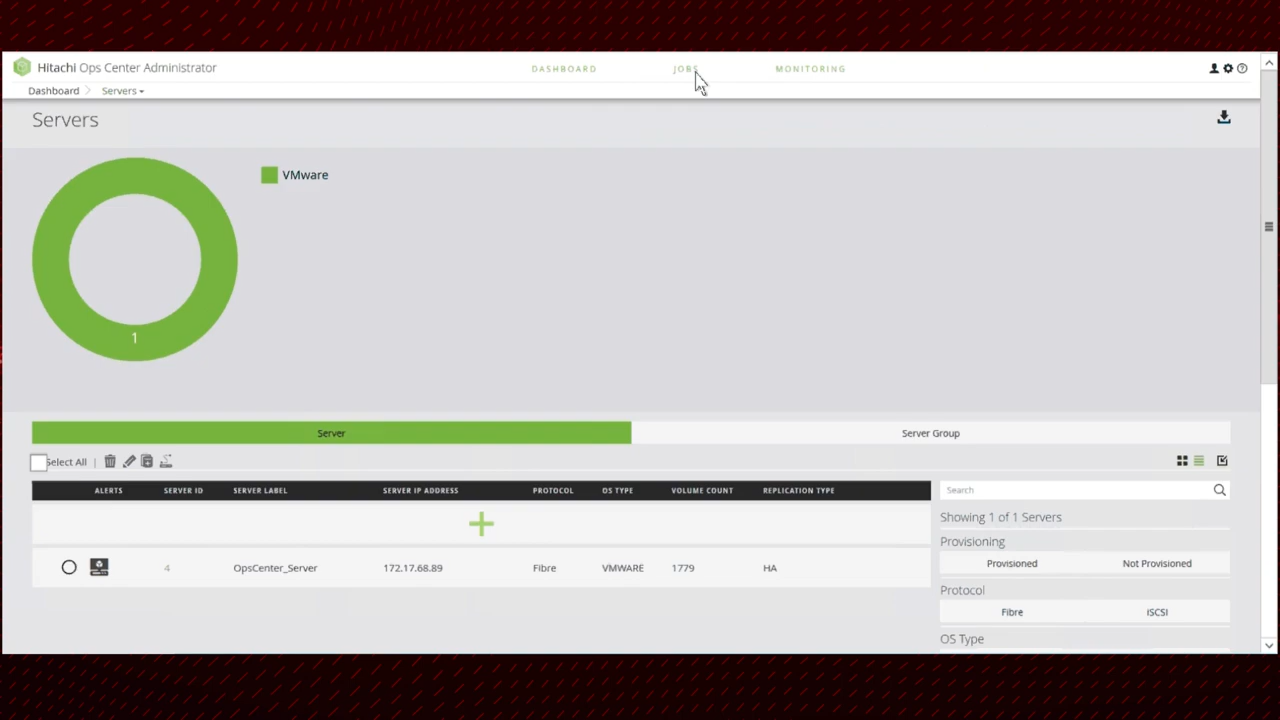 Hitachi Ops Center Administrator
DASHBOARD JOBS MONITORING
Dashboard Servers
Servers
VMware
1
Server Server Group
Select All
ALERTS SERVER ID SERVER LABEL SERVER IP ADDRESS PROTOCOL OS TYPE VOLUME COUNT REPLICATION TYPE
4 OpsCenter_Server 172.17.68.89 Fibre VMWARE 1779 HA
Search
Showing 1 of 1 Servers
Provisioning
Provisioned Not Provisioned
Protocol
Fibre ISCSI
OS Type